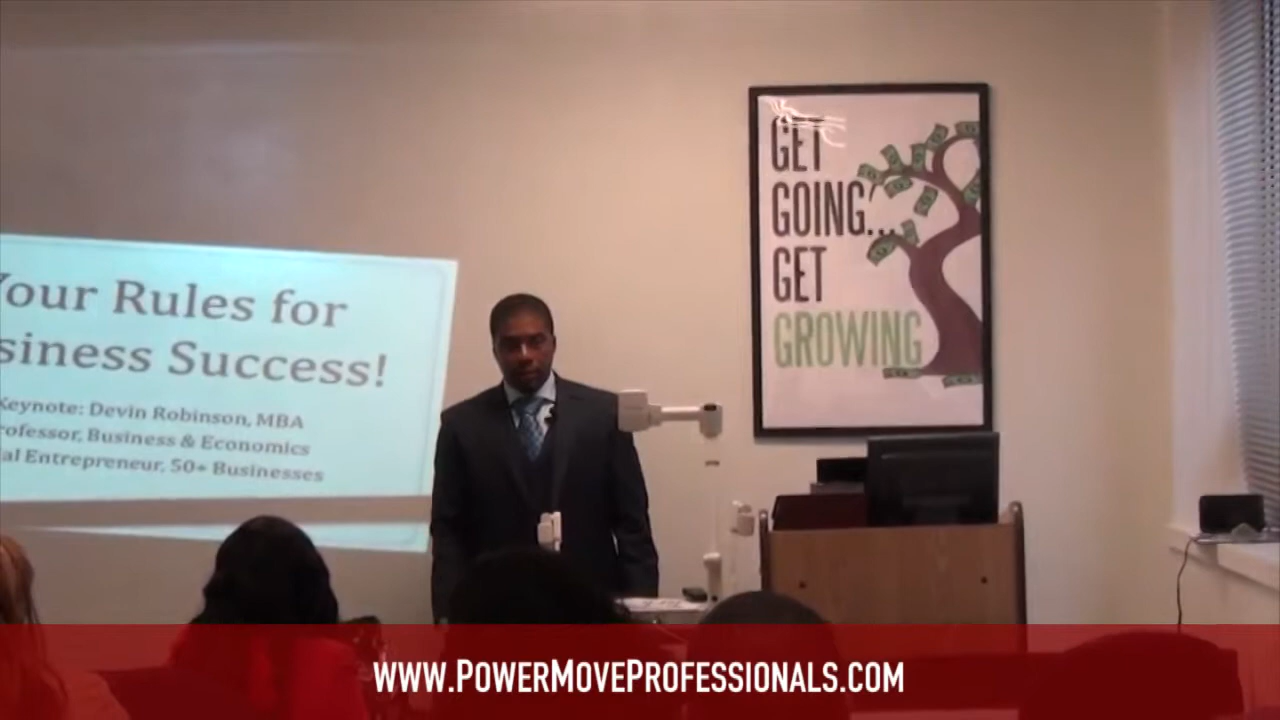 our Rules for
siness Success!
Keynote: Devin Robinson, MBA
rofessor, Business & Economics
al Entrepreneur, 50+ Businesses
GET
GOING...
GET
GROWING
WWW.POWERMOVEPROFESSIONALS.COM